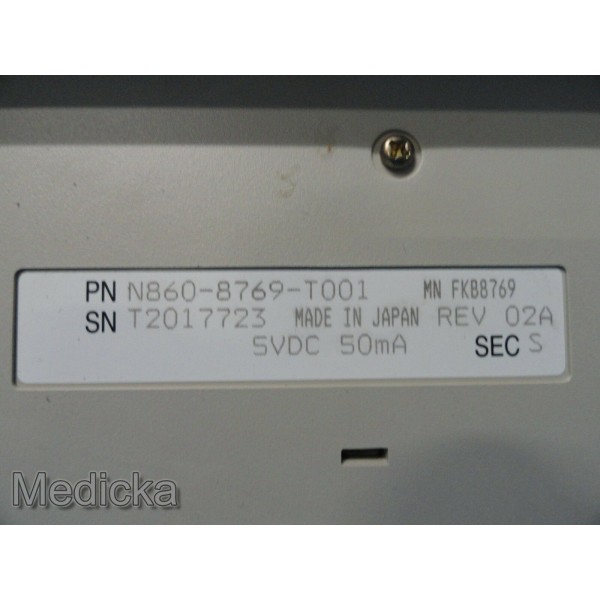 PN N860-8769-T001 MN FKB8769
SN T2017723 MADE IN JAPAN REV 02A
5VDC 50mA SEC S
Medicka